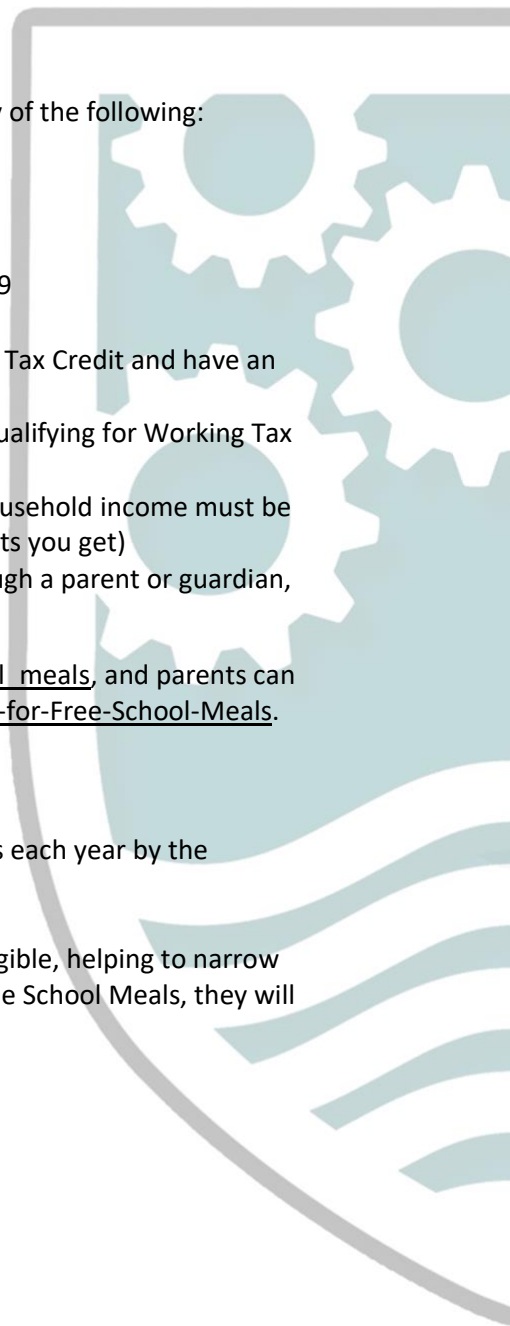 of the following:
9
Tax Credit and have an
ualifying for Working Tax
usehold income must be
ts you get)
gh a parent or guardian,
l meals, and parents can
-for-Free-School-Meals.
s each year by the
gible, helping to narrow
e School Meals, they will